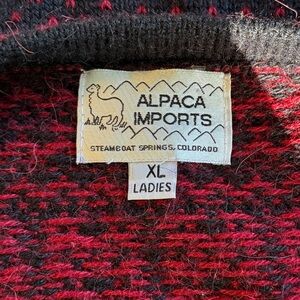 ALPACA
IMPORTS
STEAMBOAT SPRINGS, COLORADO
XL
LADIES